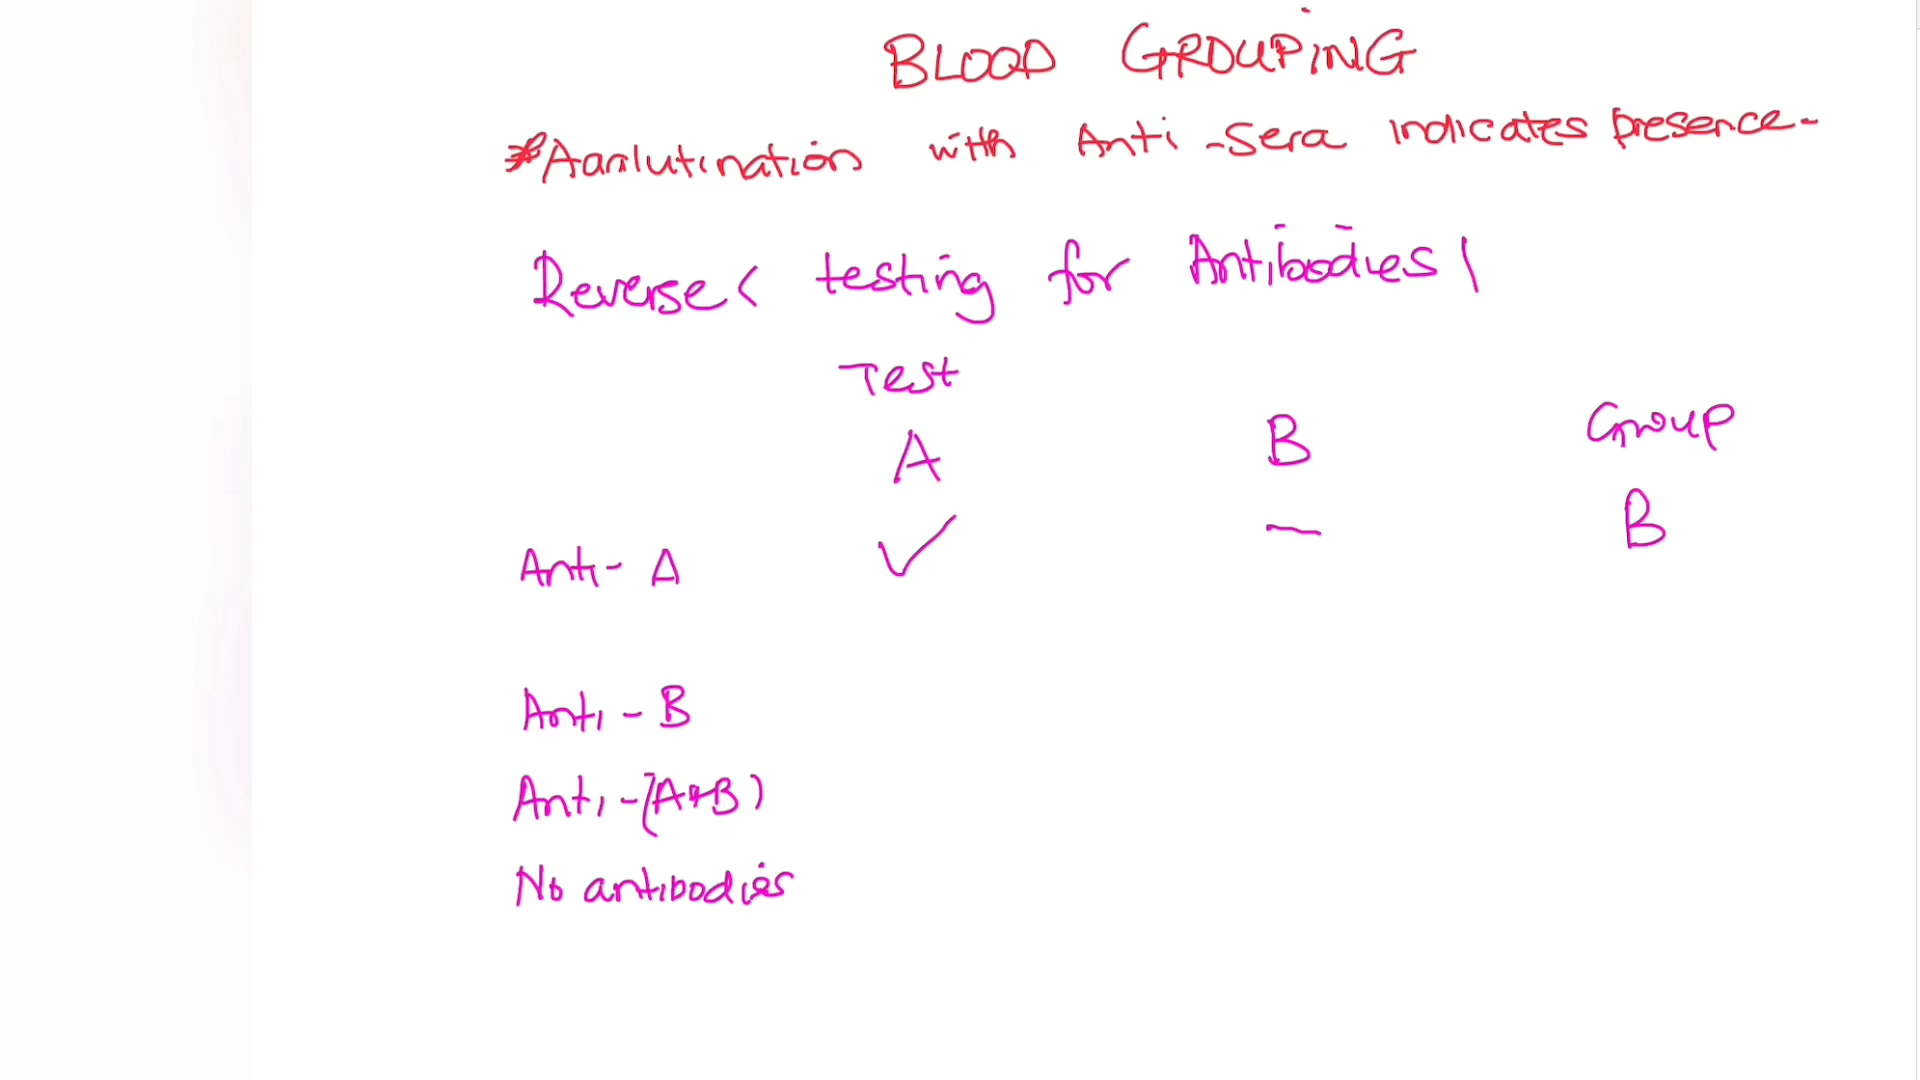 BLOOD GROUPING
*Agglutination with Anti-Sera indicates presence-
Reverse ( testing for Antibodies )
Test
A B Group
Anti- A ✓ — B
Anti - B
Anti -(A+B)
No antibodies